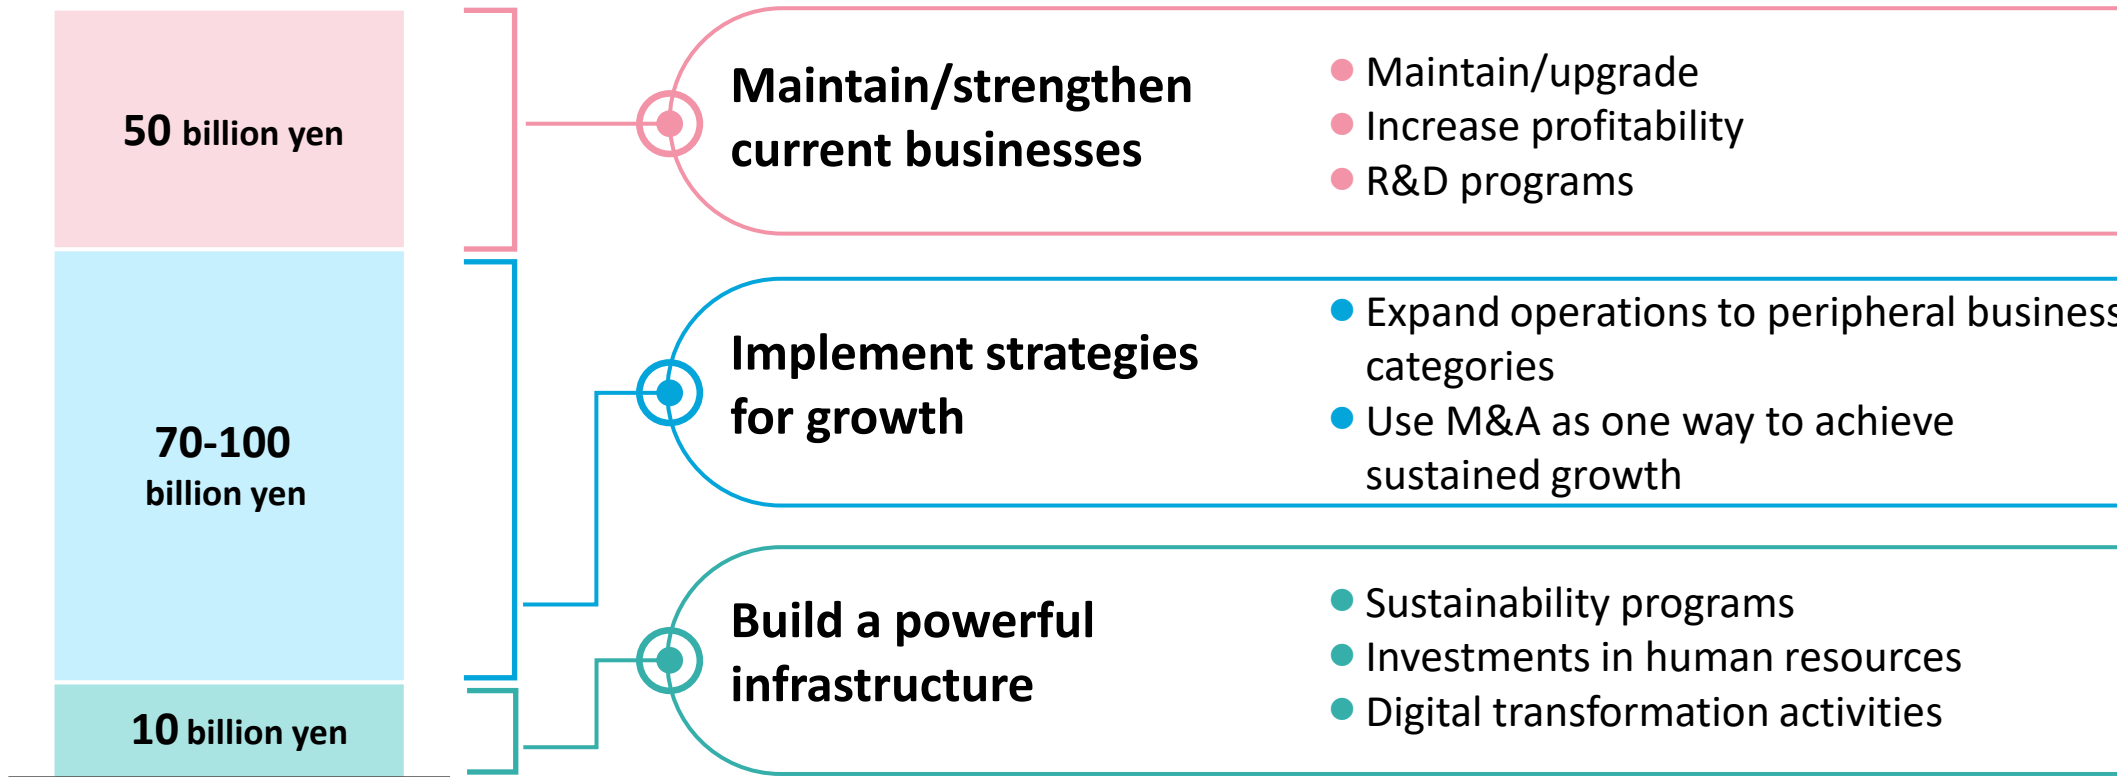 50 billion yen
Maintain/strengthen
current businesses
● Maintain/upgrade
● Increase profitability
● R&D programs
70-100
billion yen
Implement strategies
for growth
● Expand operations to peripheral business
categories
● Use M&A as one way to achieve
sustained growth
10 billion yen
Build a powerful
infrastructure
● Sustainability programs
● Investments in human resources
● Digital transformation activities